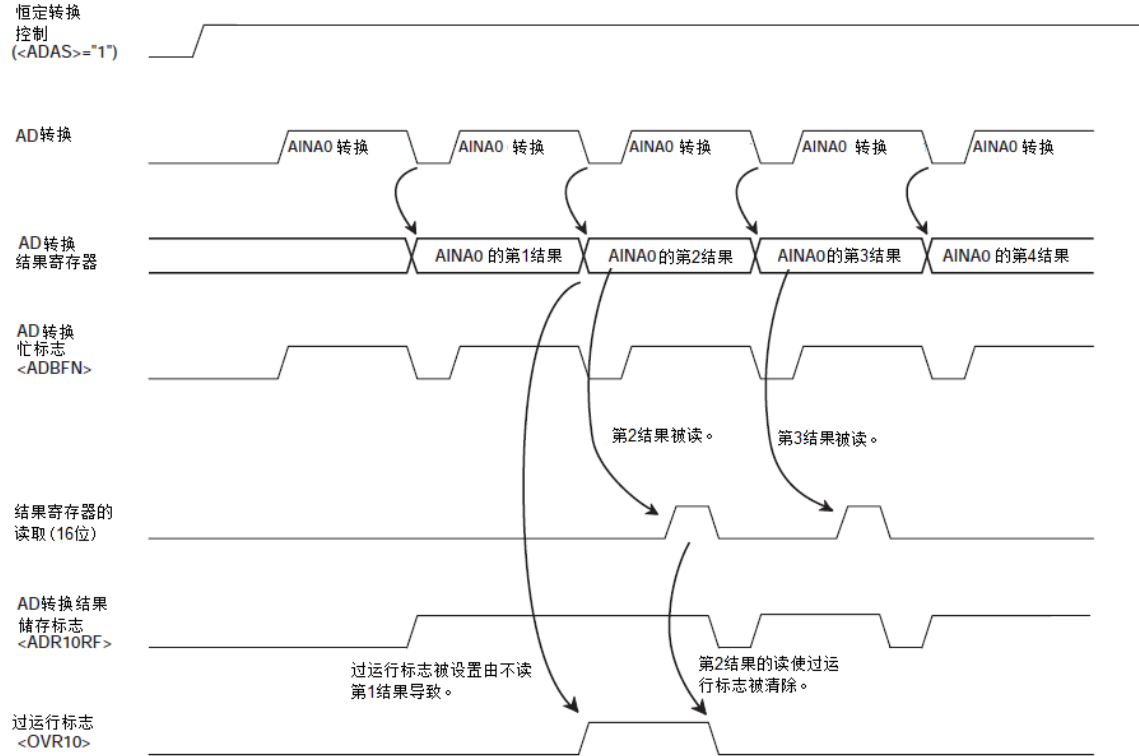 恒定转换
控制
(<ADAS>="1")
AD转换
AINA0 转换
AINA0 转换
AINA0 转换
AINA0 转换
AINA0 转换
AD转换
结果寄存器
AINA0 的第1结果
AINA0的第2结果
AINA0的第3结果
AINA0 的第4结果
AD转换
忙标志
<ADBFN>
第2结果被读。
第3结果被读。
结果寄存器的
读取(16位)
AD转换结果
储存标志
<ADR10RF>
过运行标志被设置由不读
第1结果导致。
第2结果的读使过运
行标志被清除。
过运行标志
<OVR10>